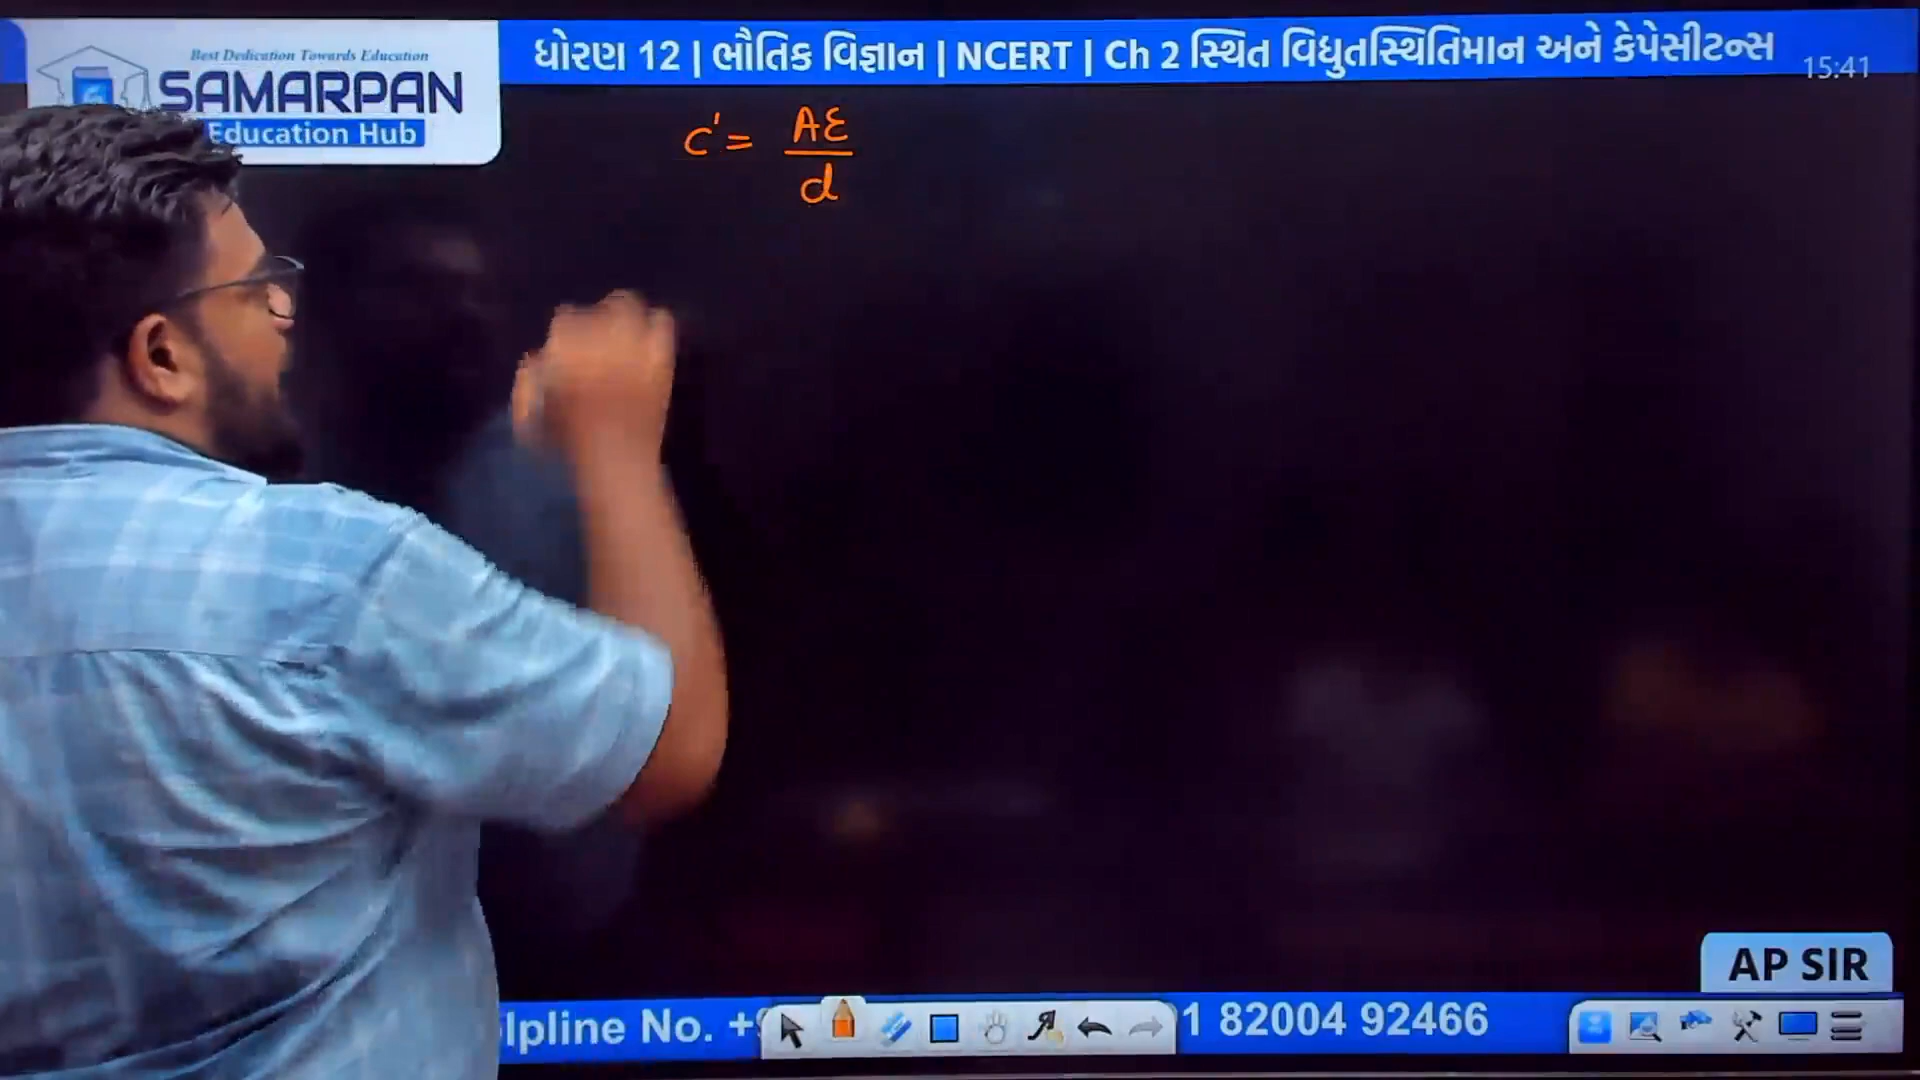 Best Dedication Towards Education
SAMARPAN
Education Hub
ધોરણ 12 | ભૌતિક વિજ્ઞાન | NCERT | Ch 2 સ્થિત વિદ્યુતસ્થિતિમાન અને કેપેસીટન્સ
15:41
C' = Aε
d
AP SIR
lpline No. +9
1 82004 92466